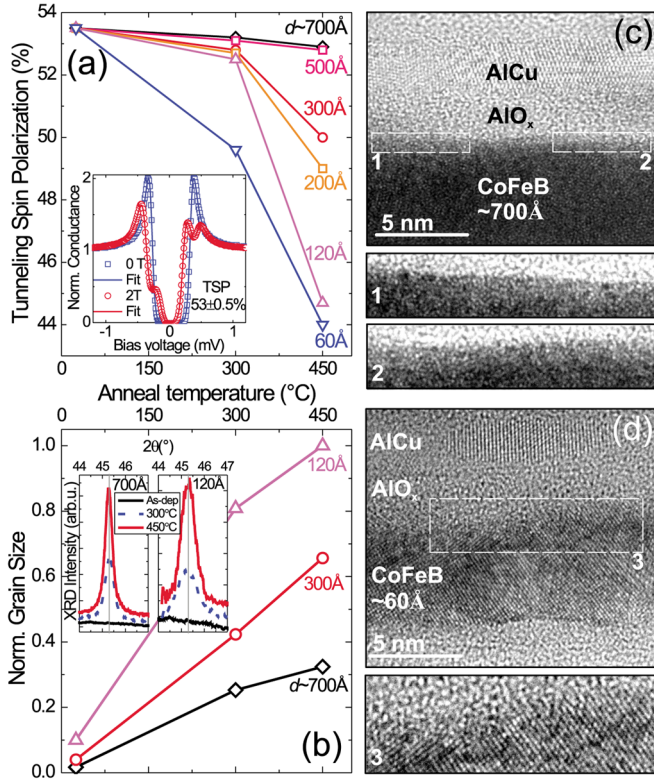 54
52
50
48
46
44
Tunneling Spin Polarization (%)
(a)
d~700Å
500Å
300Å
200Å
120Å
60Å
2
1
0
Norm. Conductance
0 T
Fit
2T
Fit
TSP
53±0.5%
-1 0 1
Bias voltage (mV)
0 150 300 450
Anneal temperature (°C)
0 150 300 450
1.0
0.8
0.6
0.4
0.2
0.0
Norm. Grain Size
2θ(°)
44 45 46 44 45 46 47
700Å
120Å
As-dep
300°C
450°C
XRD Intensity (arb.u.)
120Å
300Å
d~700Å
(b)
(c)
AlCu
AlOx
1
2
CoFeB
~700Å
5 nm
1
2
(d)
AlCu
AlOx
3
CoFeB
~60Å
5 nm
3